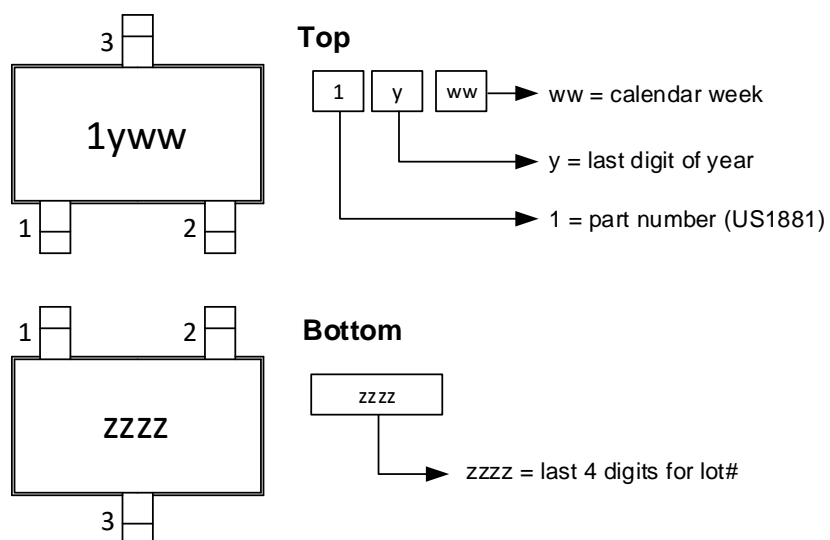 3
Top
1yww
1 y ww
ww = calendar week
y = last digit of year
1 = part number (US1881)
1 2
1 2
Bottom
zzzz
zzzz
zzzz = last 4 digits for lot#
3